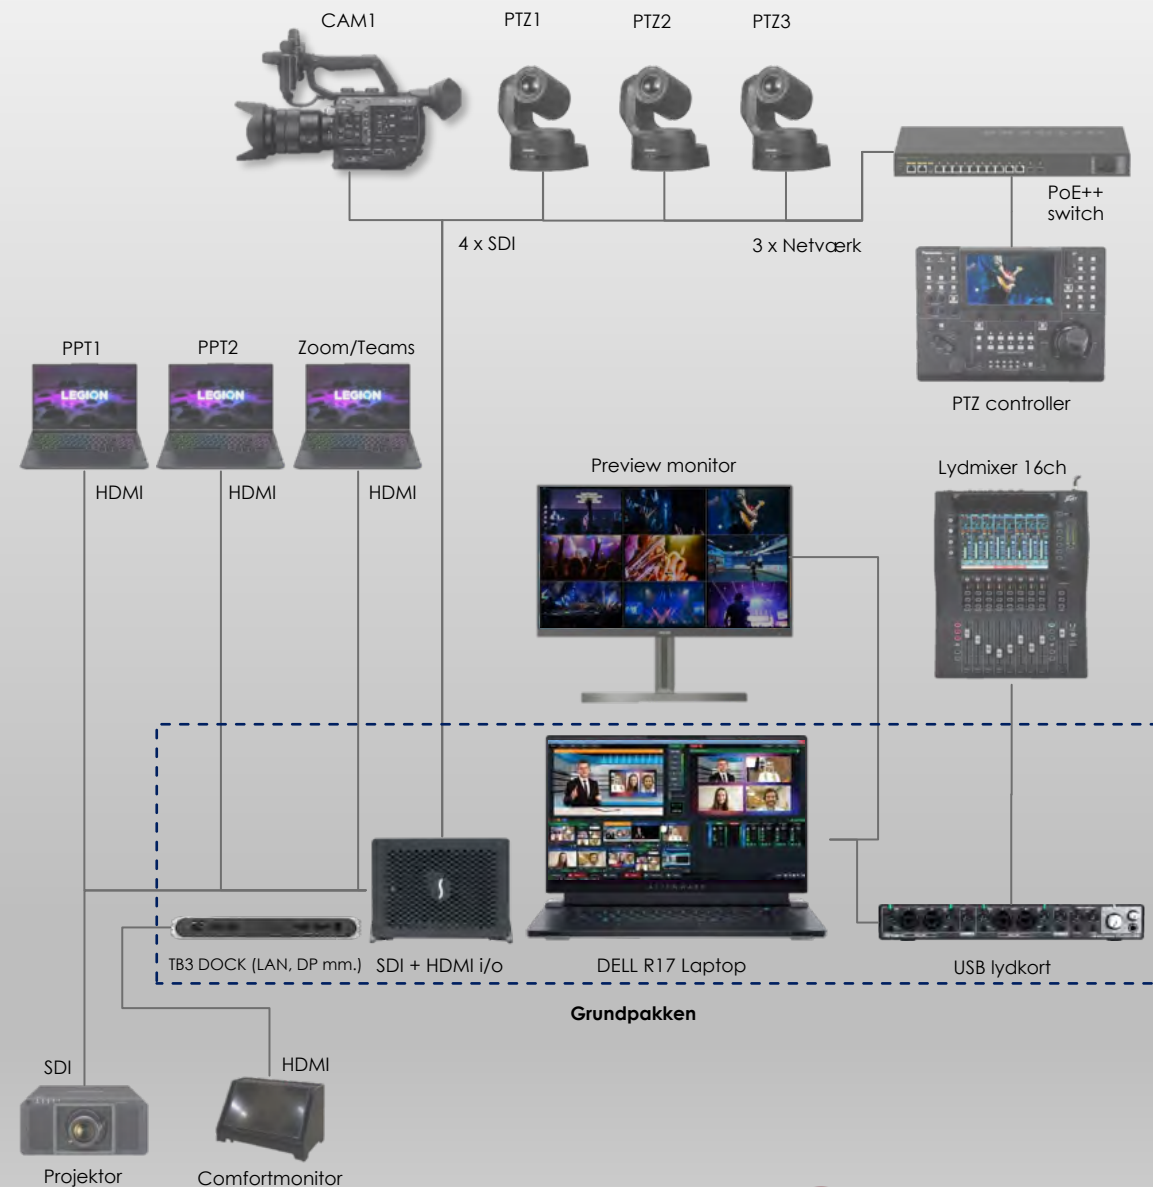 CAM1
PTZ1
PTZ2
PTZ3
PoE++
switch
4 x SDI
3 x Netværk
PPT1
PPT2
Zoom/Teams
LEGION
LEGION
LEGION
PTZ controller
HDMI
HDMI
HDMI
Preview monitor
Lydmixer 16ch
TB3 DOCK (LAN, DP mm.)
SDI + HDMI i/o
DELL R17 Laptop
USB lydkort
Grundpakken
SDI
HDMI
Projektor
Comfortmonitor